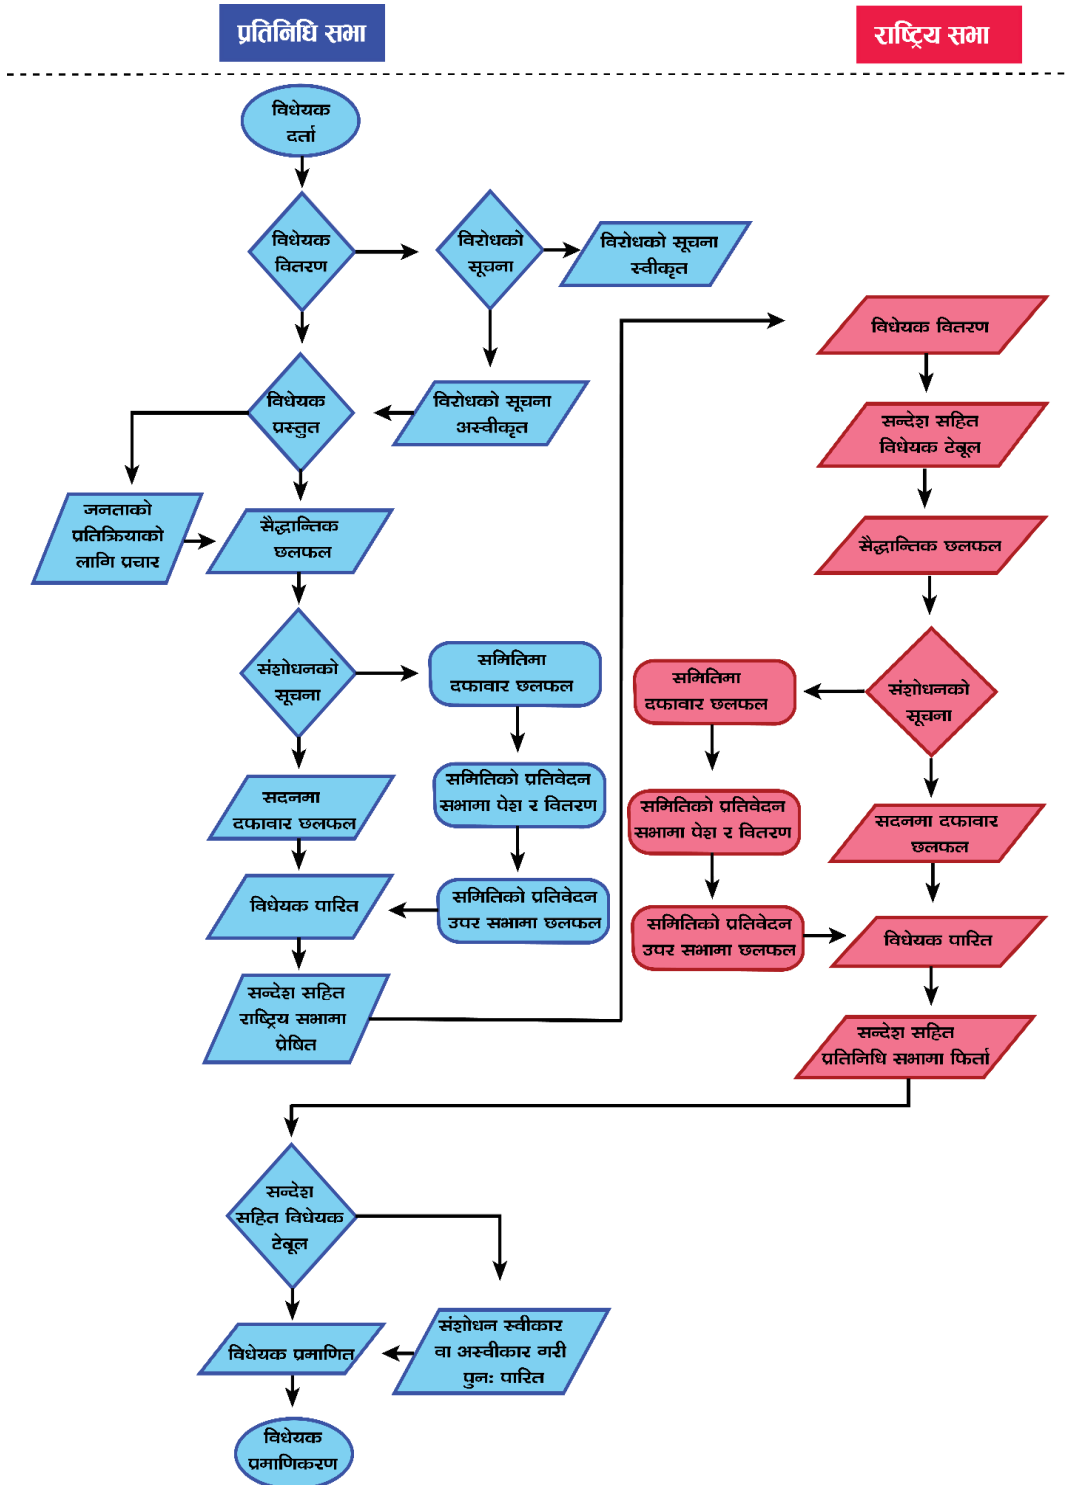 प्रतिनिधि सभा
राष्ट्रिय सभा
विधेयक
दर्ता
विधेयक
वितरण
विरोधको
सूचना
विरोधको सूचना
स्वीकृत
विधेयक
प्रस्तुत
विरोधको सूचना
अस्वीकृत
जनताको
प्रतिक्रियाको
लागि प्रचार
सैद्धान्तिक
छलफल
संशोधनको
सूचना
समितिमा
दफावार छलफल
सदनमा
दफावार छलफल
समितिको प्रतिवेदन
सभामा पेश र वितरण
विधेयक पारित
समितिको प्रतिवेदन
उपर सभामा छलफल
सन्देश सहित
राष्ट्रिय सभामा
प्रेषित
विधेयक वितरण
सन्देश सहित
विधेयक टेबूल
सैद्धान्तिक छलफल
संशोधनको
सूचना
समितिमा
दफावार छलफल
समितिको प्रतिवेदन
सभामा पेश र वितरण
सदनमा दफावार
छलफल
समितिको प्रतिवेदन
उपर सभामा छलफल
विधेयक पारित
सन्देश सहित
प्रतिनिधि सभामा फिर्ता
सन्देश
सहित विधेयक
टेबूल
संशोधन स्वीकार
वा अस्वीकार गरी
पुन: पारित
विधेयक प्रमाणित
विधेयक
प्रमाणिकरण